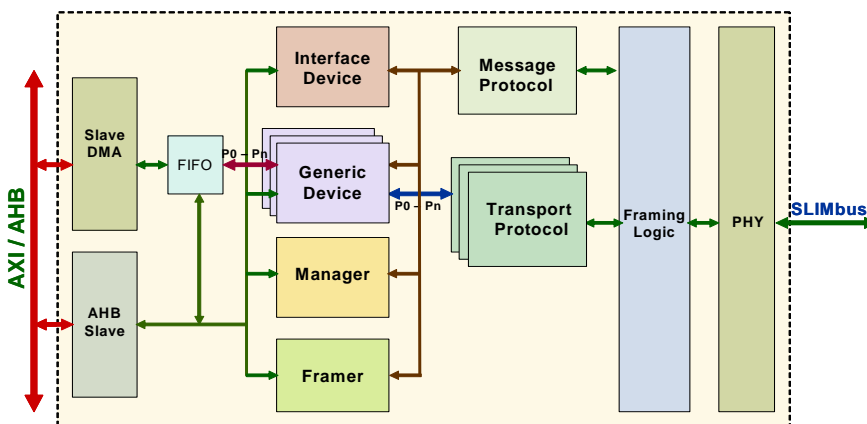 AXI / AHB
Slave
DMA
AHB
Slave
FIFO
P0 – Pn
Interface
Device
Generic
Device
Manager
Framer
P0 – Pn
Message
Protocol
Transport
Protocol
Framing
Logic
PHY
SLIMbus